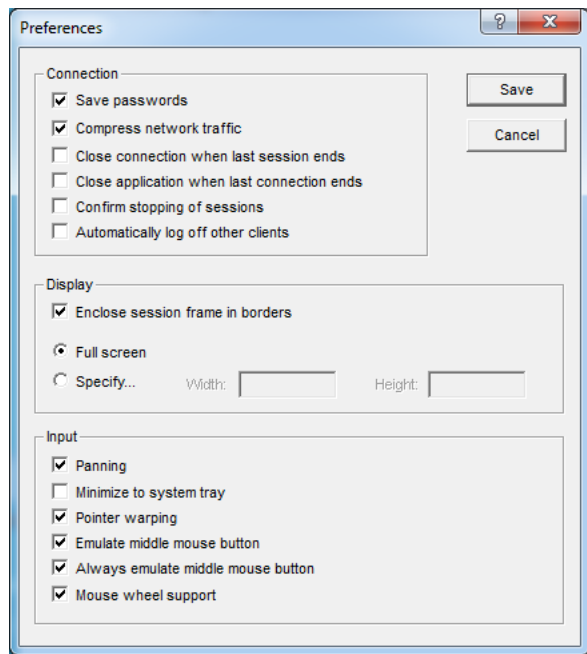 Preferences
?
X
Connection
Save passwords
Compress network traffic
Close connection when last session ends
Close application when last connection ends
Confirm stopping of sessions
Automatically log off other clients
Save
Cancel
Display
Enclose session frame in borders
Full screen
Specify... Width: Height:
Input
Panning
Minimize to system tray
Pointer warping
Emulate middle mouse button
Always emulate middle mouse button
Mouse wheel support